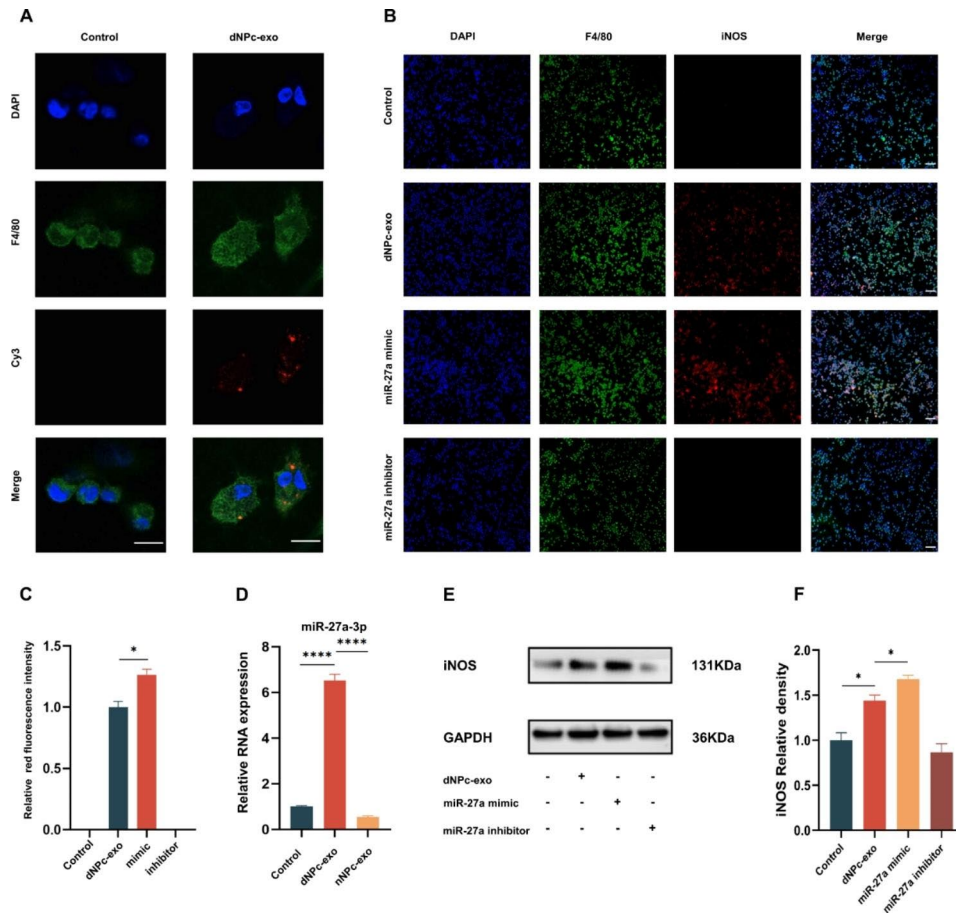 A
Control dNPc-exo
DAPI
F4/80
Cy3
Merge
B
DAPI F4/80 iNOS Merge
Control
dNPc-exo
miR-27a mimic
miR-27a inhibitor
C
Relative red fluorescence intensity
1.5
1.0
0.5
0.0
*
Control dNPc-exo mimic inhibitor
D
miR-27a-3p
Relative RNA expression
8
6
4
2
0
**** ****
Control dNPc-exo nNPc-exo
E
iNOS 131KDa
GAPDH 36KDa
dNPc-exo - + - -
miR-27a mimic - - + -
miR-27a inhibitor - - - +
F
iNOS Relative density
2.0
1.5
1.0
0.5
0.0
* *
Control dNPc-exo miR-27a mimic miR-27a inhibitor